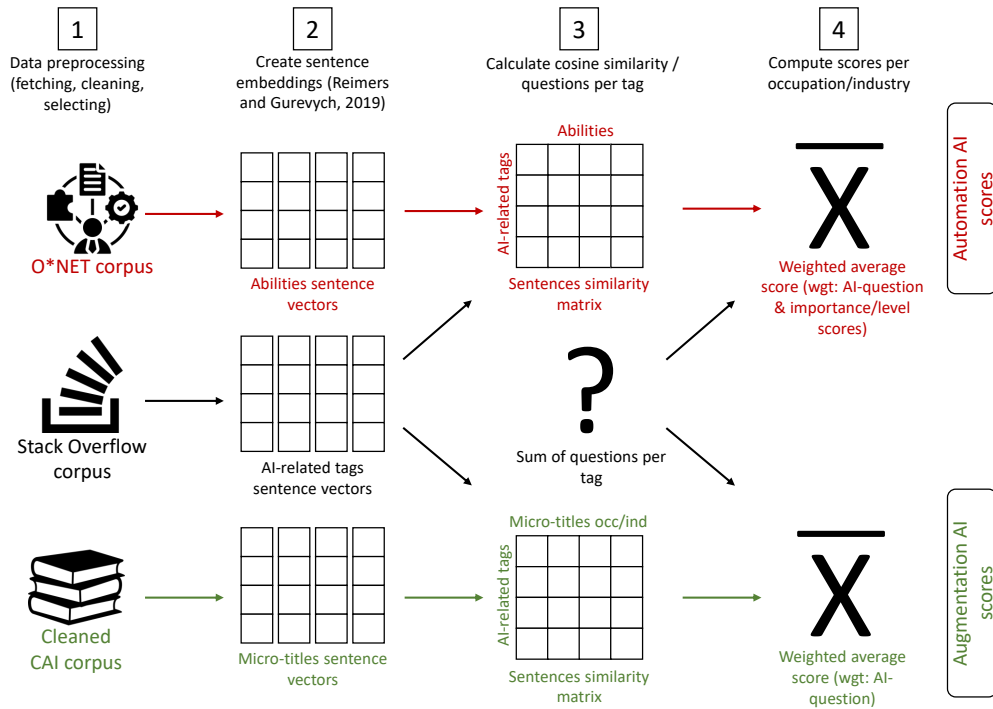 1
Data preprocessing
(fetching, cleaning,
selecting)
2
Create sentence
embeddings (Reimers
and Gurevych, 2019)
3
Calculate cosine similarity /
questions per tag
4
Compute scores per
occupation/industry
O*NET corpus
Abilities sentence
vectors
Abilities
AI-related tags
Sentences similarity
matrix
X
Weighted average
score (wgt: AI-question
& importance/level
scores)
Automation AI
scores
Stack Overflow
corpus
AI-related tags
sentence vectors
?
Sum of questions per
tag
Cleaned
CAI corpus
Micro-titles sentence
vectors
Micro-titles occ/ind
AI-related tags
Sentences similarity
matrix
X
Weighted average
score (wgt: AI-
question)
Augmentation AI
scores